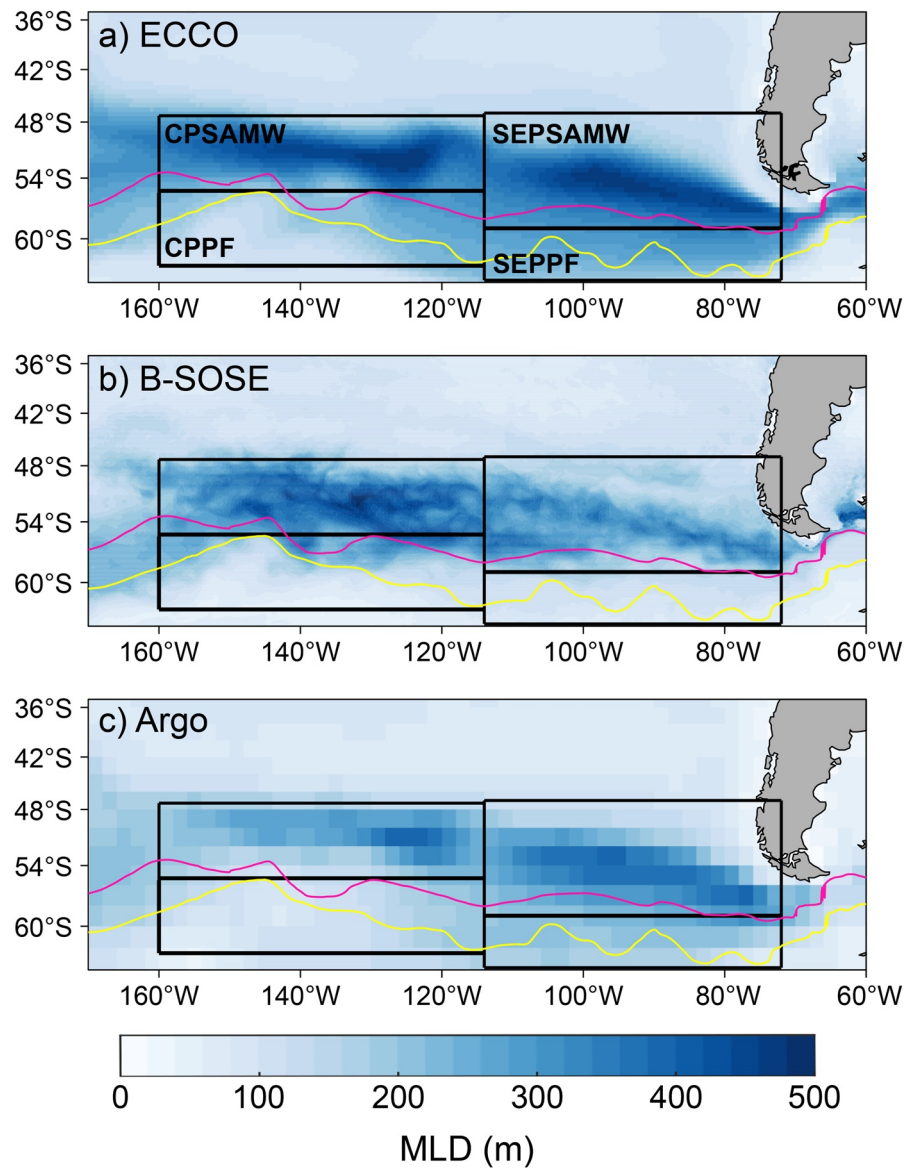 a) ECCO
36°S
42°S
48°S
54°S
60°S
CPSAMW
SEPSAMW
CPPF
SEPPF
160°W
140°W
120°W
100°W
80°W
60°W
b) B-SOSE
36°S
42°S
48°S
54°S
60°S
160°W
140°W
120°W
100°W
80°W
60°W
c) Argo
36°S
42°S
48°S
54°S
60°S
160°W
140°W
120°W
100°W
80°W
60°W
0
100
200
300
400
500
MLD (m)